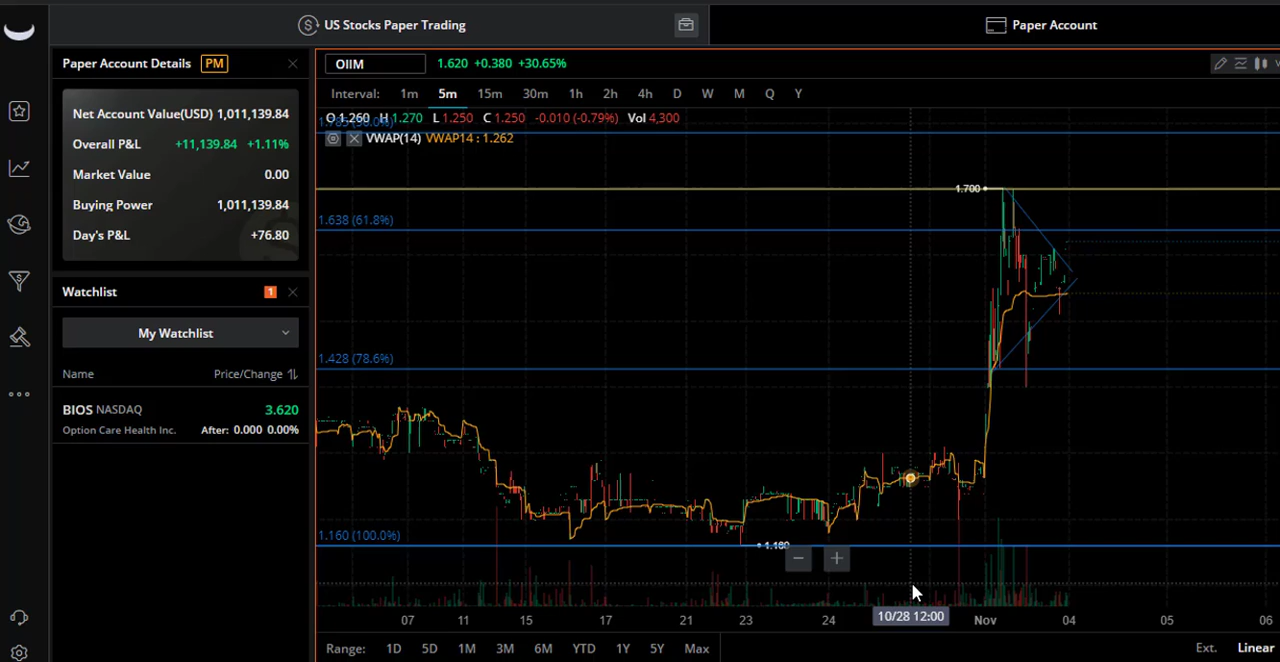 US Stocks Paper Trading
Paper Account
Paper Account Details PM
Net Account Value(USD) 1,011,139.84
Overall P&L +11,139.84 +1.11%
Market Value 0.00
Buying Power 1,011,139.84
Day's P&L +76.80
Watchlist 1
My Watchlist
Name Price/Change
BIOS NASDAQ 3.620
Option Care Health Inc. After: 0.000 0.00%
OIIM 1.620 +0.380 +30.65%
Interval: 1m 5m 15m 30m 1h 2h 4h D W M Q Y
O 1.260 H 1.270 L 1.250 C 1.250 -0.010 (-0.79%) Vol 4,300
VWAP(14) VWAP14 : 1.262
1.700
1.638 (61.8%)
1.428 (78.6%)
1.160 (100.0%)
07 11 15 17 21 23 24 10/28 12:00 Nov 04 05 06
Range: 1D 5D 1M 3M 6M YTD 1Y 5Y Max
Ext. Linear